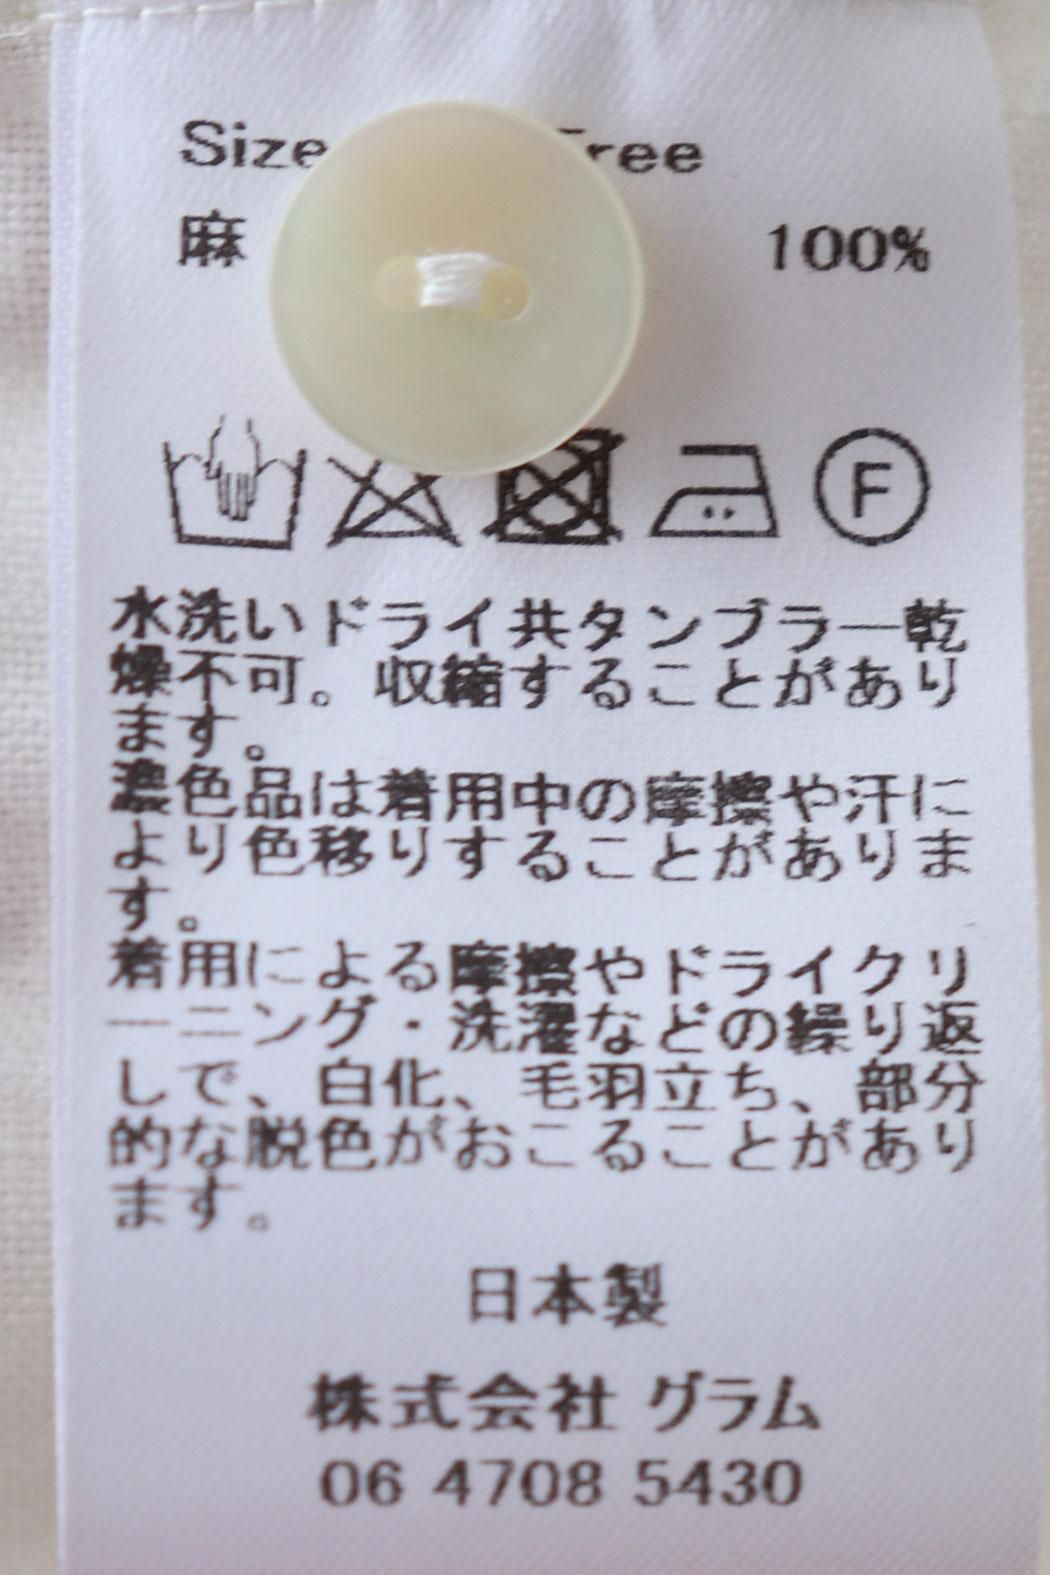 Size
麻 100%
F
水洗いドライ共タンブラー乾
燥不可。収縮することがあり
ます。
濃色品は着用中の摩擦や汗に
より色移りすることがありま
す。
着用による摩擦やドライクリ
ーニング・洗濯などの繰り返
しで、白化、毛羽立ち、部分
的な脱色がおこることがあり
ます。
日本製
株式会社 グラム
06 4708 5430